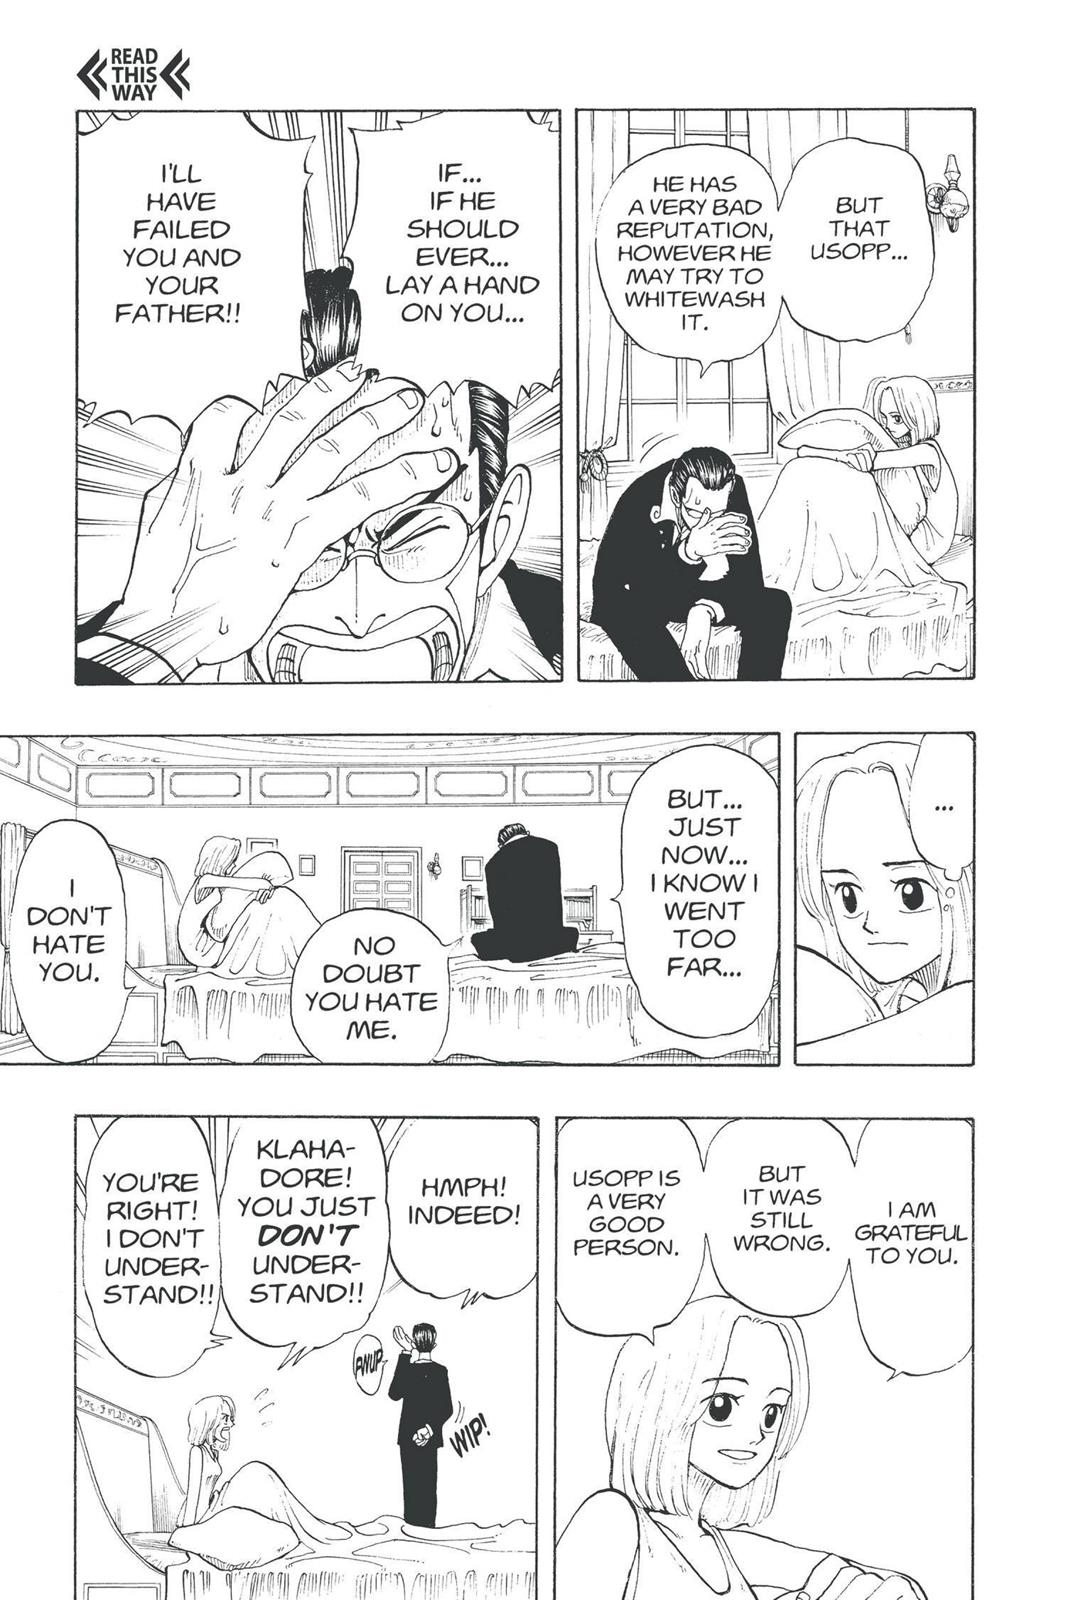 READ
THIS
WAY
BUT
THAT
USOPP...
HE HAS
A VERY BAD
REPUTATION,
HOWEVER HE
MAY TRY TO
WHITEWASH
IT.
IF...
IF HE
SHOULD
EVER...
LAY A HAND
ON YOU...
I'LL
HAVE
FAILED
YOU AND
YOUR
FATHER!!
...
BUT...
JUST
NOW...
I KNOW I
WENT
TOO
FAR...
NO
DOUBT
YOU HATE
ME.
I
DON'T
HATE
YOU.
I AM
GRATEFUL
TO YOU.
BUT
IT WAS
STILL
WRONG.
USOPP IS
A VERY
GOOD
PERSON.
HMPH!
INDEED!
KLAHA-
DORE!
YOU JUST
DON'T
UNDER-
STAND!!
YOU'RE
RIGHT!
I DON'T
UNDER-
STAND!!
WIP!